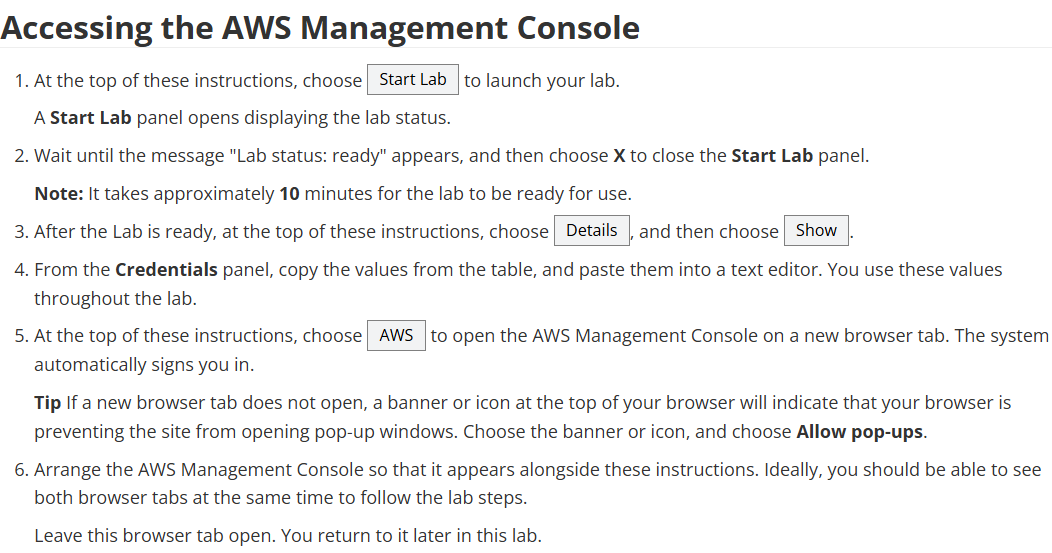 Accessing the AWS Management Console
1. At the top of these instructions, choose Start Lab to launch your lab.
A Start Lab panel opens displaying the lab status.
2. Wait until the message "Lab status: ready" appears, and then choose X to close the Start Lab panel.
Note: It takes approximately 10 minutes for the lab to be ready for use.
3. After the Lab is ready, at the top of these instructions, choose Details, and then choose Show.
4. From the Credentials panel, copy the values from the table, and paste them into a text editor. You use these values
throughout the lab.
5. At the top of these instructions, choose AWS to open the AWS Management Console on a new browser tab. The system
automatically signs you in.
Tip If a new browser tab does not open, a banner or icon at the top of your browser will indicate that your browser is
preventing the site from opening pop-up windows. Choose the banner or icon, and choose Allow pop-ups.
6. Arrange the AWS Management Console so that it appears alongside these instructions. Ideally, you should be able to see
both browser tabs at the same time to follow the lab steps.
Leave this browser tab open. You return to it later in this lab.